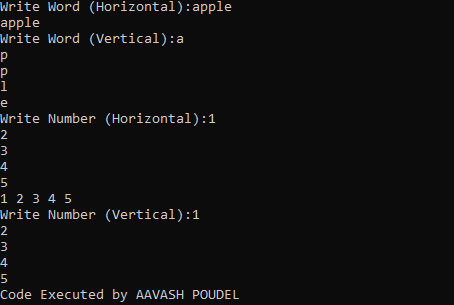 Write Word (Horizontal):apple
apple
Write Word (Vertical):a
p
p
l
e
Write Number (Horizontal):1
2
3
4
5
1 2 3 4 5
Write Number (Vertical):1
2
3
4
5
Code Executed by AAVASH POUDEL